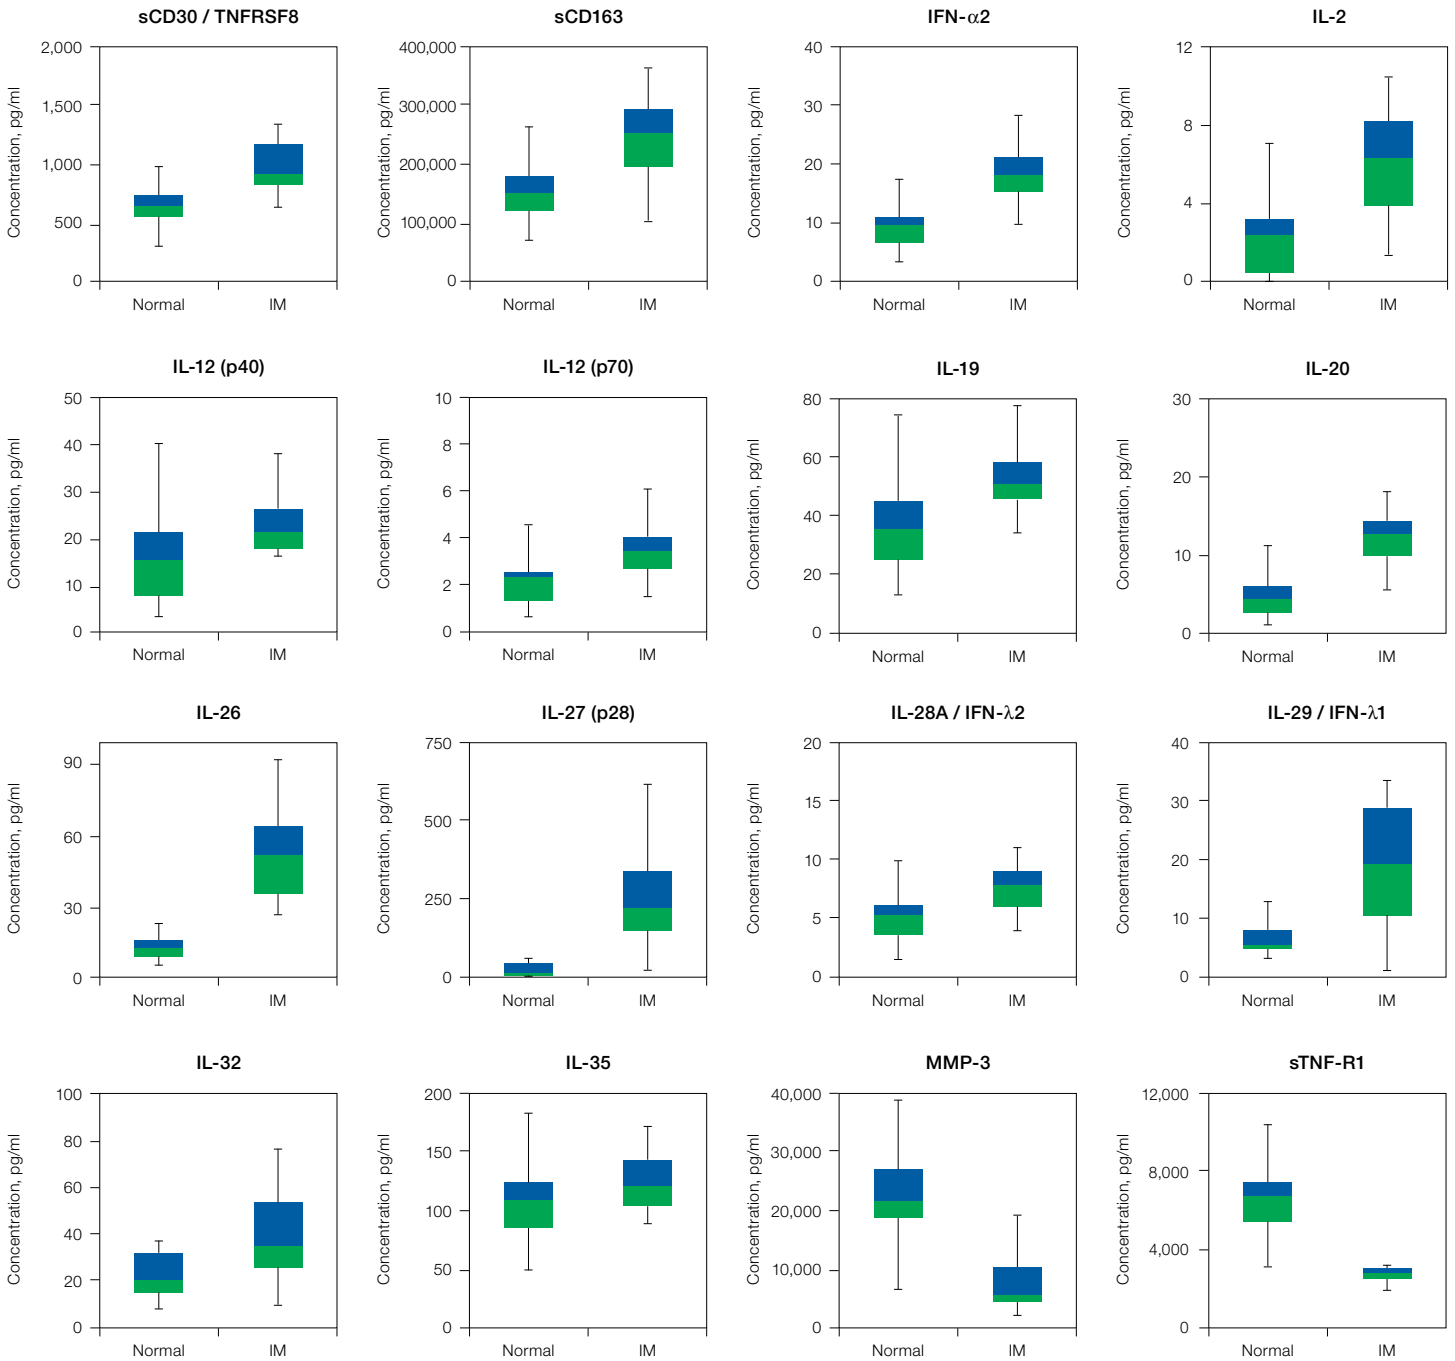 sCD30 / TNFRSF8
Concentration, pg/ml
2,000
1,500
1,000
500
0
Normal
IM
sCD163
Concentration, pg/ml
400,000
300,000
200,000
100,000
0
Normal
IM
IFN-α2
Concentration, pg/ml
40
30
20
10
0
Normal
IM
IL-2
Concentration, pg/ml
12
8
4
0
Normal
IM
IL-12 (p40)
Concentration, pg/ml
50
40
30
20
10
0
Normal
IM
IL-12 (p70)
Concentration, pg/ml
10
8
6
4
2
0
Normal
IM
IL-19
Concentration, pg/ml
80
60
40
20
0
Normal
IM
IL-20
Concentration, pg/ml
30
20
10
0
Normal
IM
IL-26
Concentration, pg/ml
90
60
30
0
Normal
IM
IL-27 (p28)
Concentration, pg/ml
750
500
250
0
Normal
IM
IL-28A / IFN-λ2
Concentration, pg/ml
20
15
10
5
0
Normal
IM
IL-29 / IFN-λ1
Concentration, pg/ml
40
30
20
10
0
Normal
IM
IL-32
Concentration, pg/ml
100
80
60
40
20
0
Normal
IM
IL-35
Concentration, pg/ml
200
150
100
50
0
Normal
IM
MMP-3
Concentration, pg/ml
40,000
30,000
20,000
10,000
0
Normal
IM
sTNF-R1
Concentration, pg/ml
12,000
8,000
4,000
0
Normal
IM